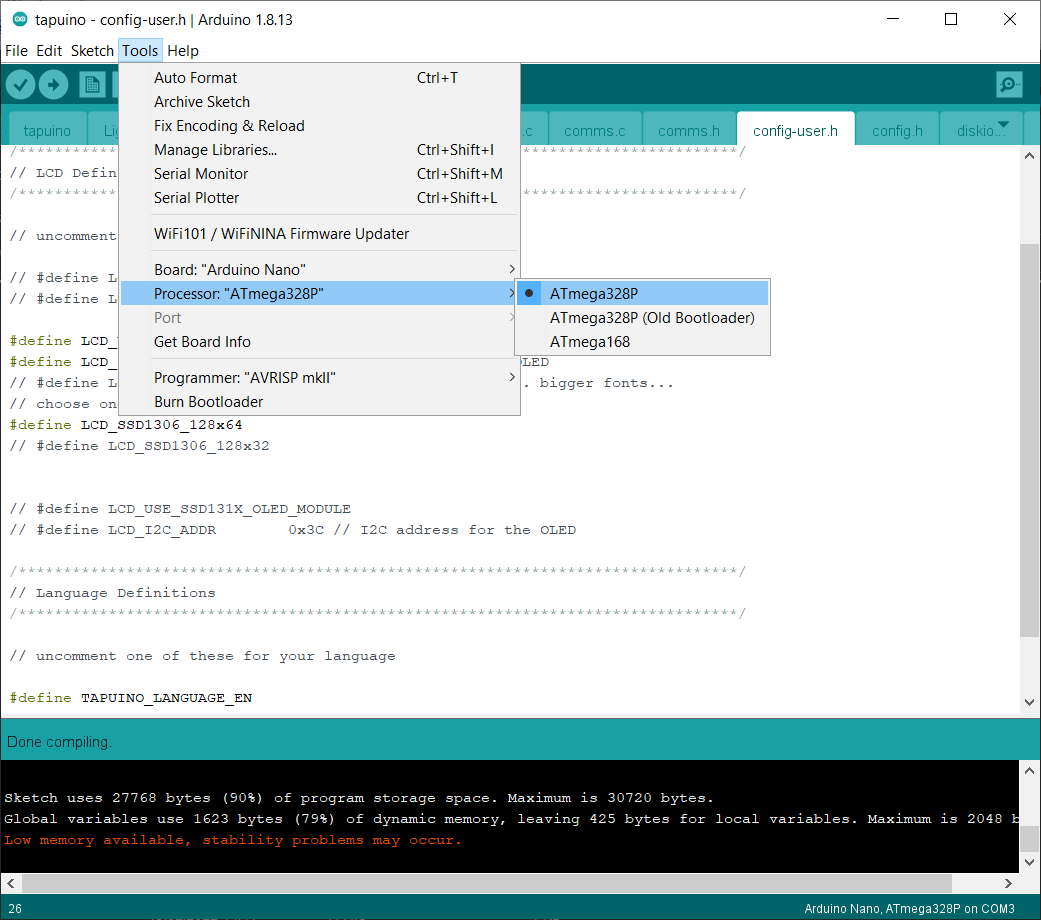 tapuino - config-user.h | Arduino 1.8.13
File Edit Sketch Tools Help
tapuino
.c
comms.c
comms.h
config-user.h
config.h
diskio...
Auto Format Ctrl+T
Archive Sketch
Fix Encoding & Reload
Manage Libraries... Ctrl+Shift+I
Serial Monitor Ctrl+Shift+M
Serial Plotter Ctrl+Shift+L
WiFi101 / WiFiNINA Firmware Updater
Board: "Arduino Nano"
Processor: "ATmega328P"
Port
Get Board Info
Programmer: "AVRISP mkII"
Burn Bootloader
ATmega328P
ATmega328P (Old Bootloader)
ATmega168
// LCD Defin
// uncomment
// #define L
// #define L
#define LCD_
#define LCD_ LED
// #define L . bigger fonts...
// choose on
#define LCD_SSD1306_128x64
// #define LCD_SSD1306_128x32
// #define LCD_USE_SSD131X_OLED_MODULE
// #define LCD_I2C_ADDR 0x3C // I2C address for the OLED
/********************************************************************************/
// Language Definitions
/********************************************************************************/
// uncomment one of these for your language
#define TAPUINO_LANGUAGE_EN
Done compiling.
Sketch uses 27768 bytes (90%) of program storage space. Maximum is 30720 bytes.
Global variables use 1623 bytes (79%) of dynamic memory, leaving 425 bytes for local variables. Maximum is 2048 b
Low memory available, stability problems may occur.
26
Arduino Nano, ATmega328P on COM3